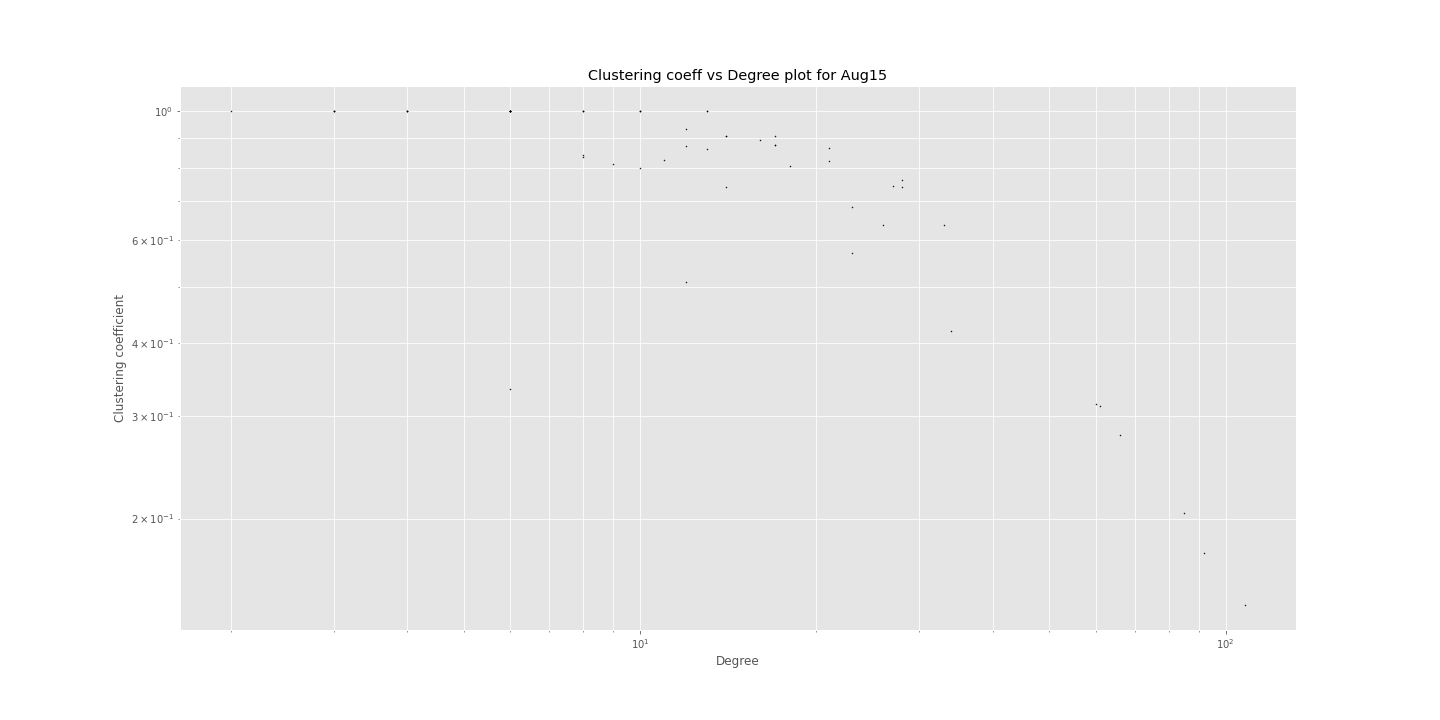 Clustering coeff vs Degree plot for Aug15
Clustering coefficient
10⁰
6 × 10⁻¹
4 × 10⁻¹
3 × 10⁻¹
2 × 10⁻¹
10¹
10²
Degree